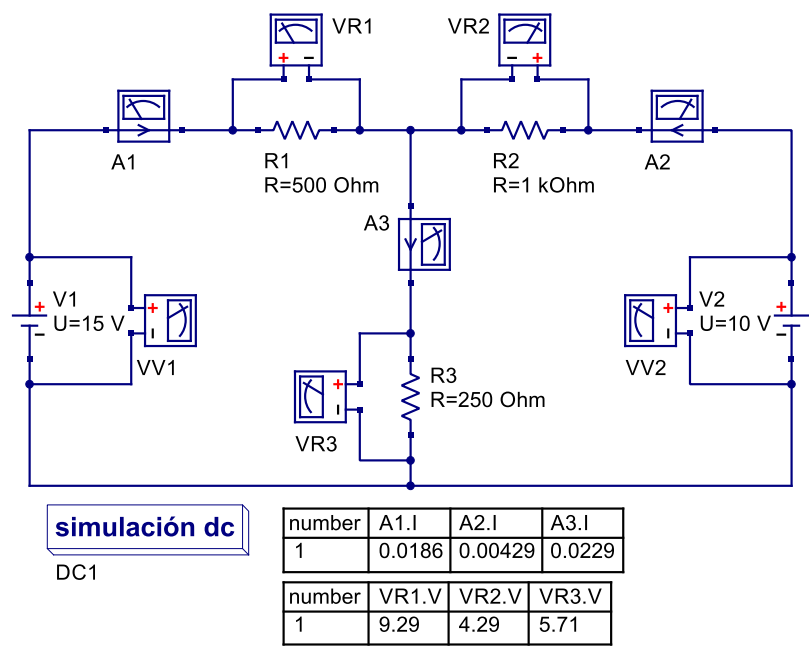 VR1
VR2
A1
R1
R=500 Ohm
R2
R=1 kOhm
A2
A3
V1
U=15 V
VV1
V2
U=10 V
VV2
R3
R=250 Ohm
VR3
simulación dc
DC1
number A1.I A2.I A3.I
1 0.0186 0.00429 0.0229
number VR1.V VR2.V VR3.V
1 9.29 4.29 5.71